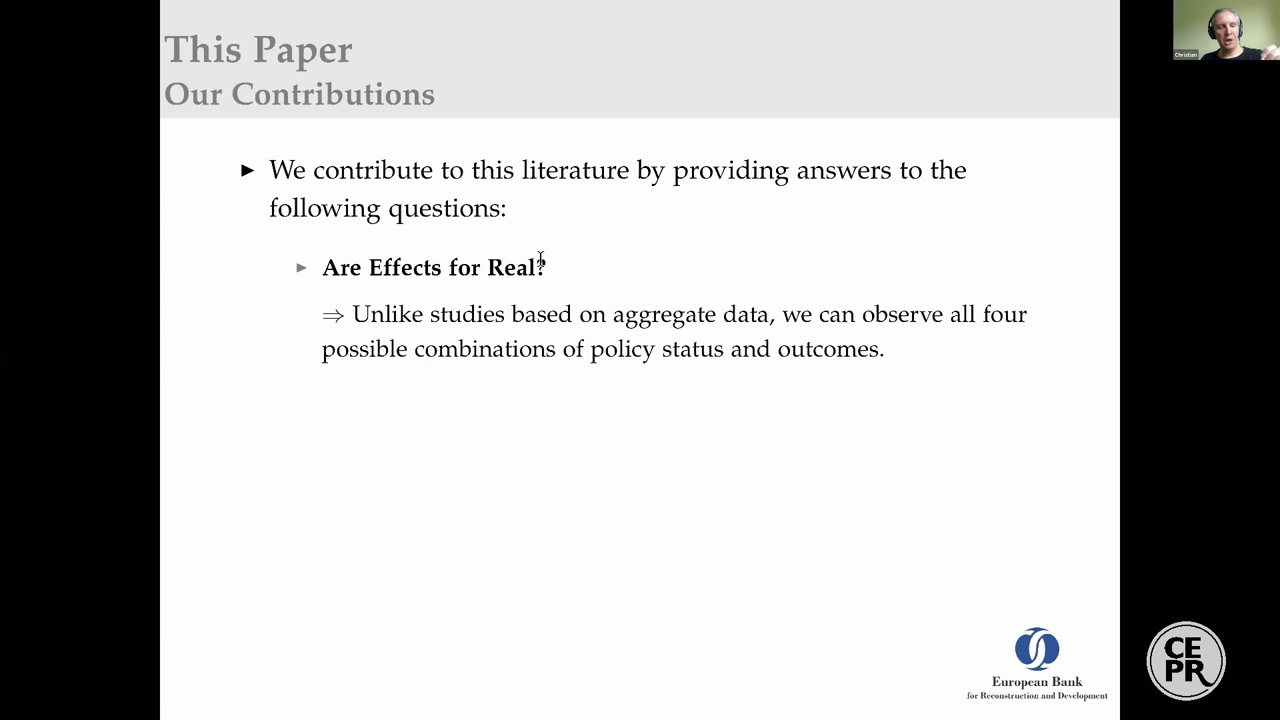 This Paper
Our Contributions
Christian
► We contribute to this literature by providing answers to the
following questions:
► Are Effects for Real?
⇒ Unlike studies based on aggregate data, we can observe all four
possible combinations of policy status and outcomes.
European Bank
for Reconstruction and Development
CE
PR